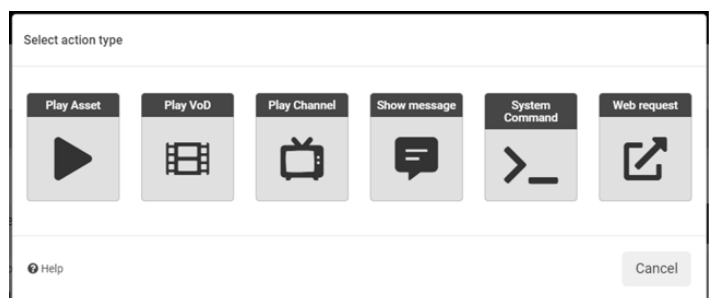 Select action type
Play Asset
Play VoD
Play Channel
Show message
System
Command
Web request
Help
Cancel